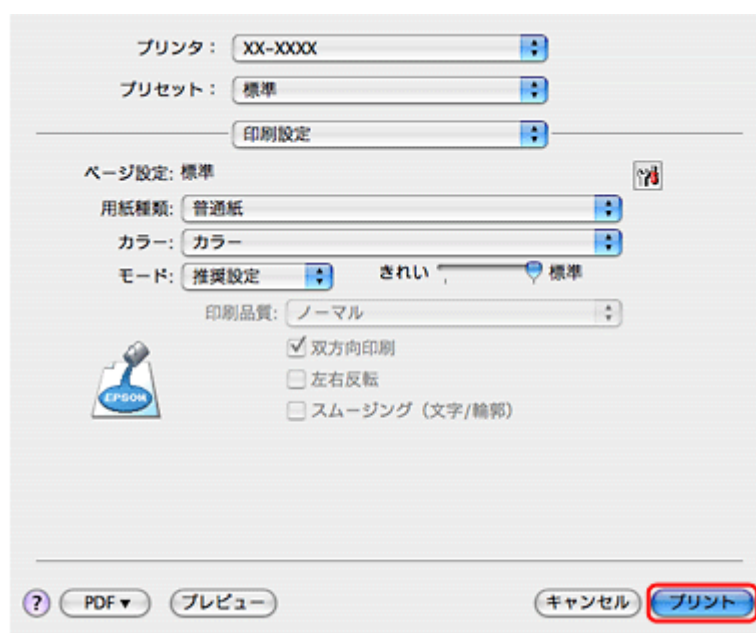 プリンタ： XX-XXXX
プリセット： 標準
印刷設定
ページ設定: 標準
用紙種類: 普通紙
カラー: カラー
モード: 推奨設定 きれい 標準
印刷品質: ノーマル
双方向印刷
左右反転
スムージング（文字/輪郭）
EPSON
? PDF▼ プレビュー キャンセル プリント